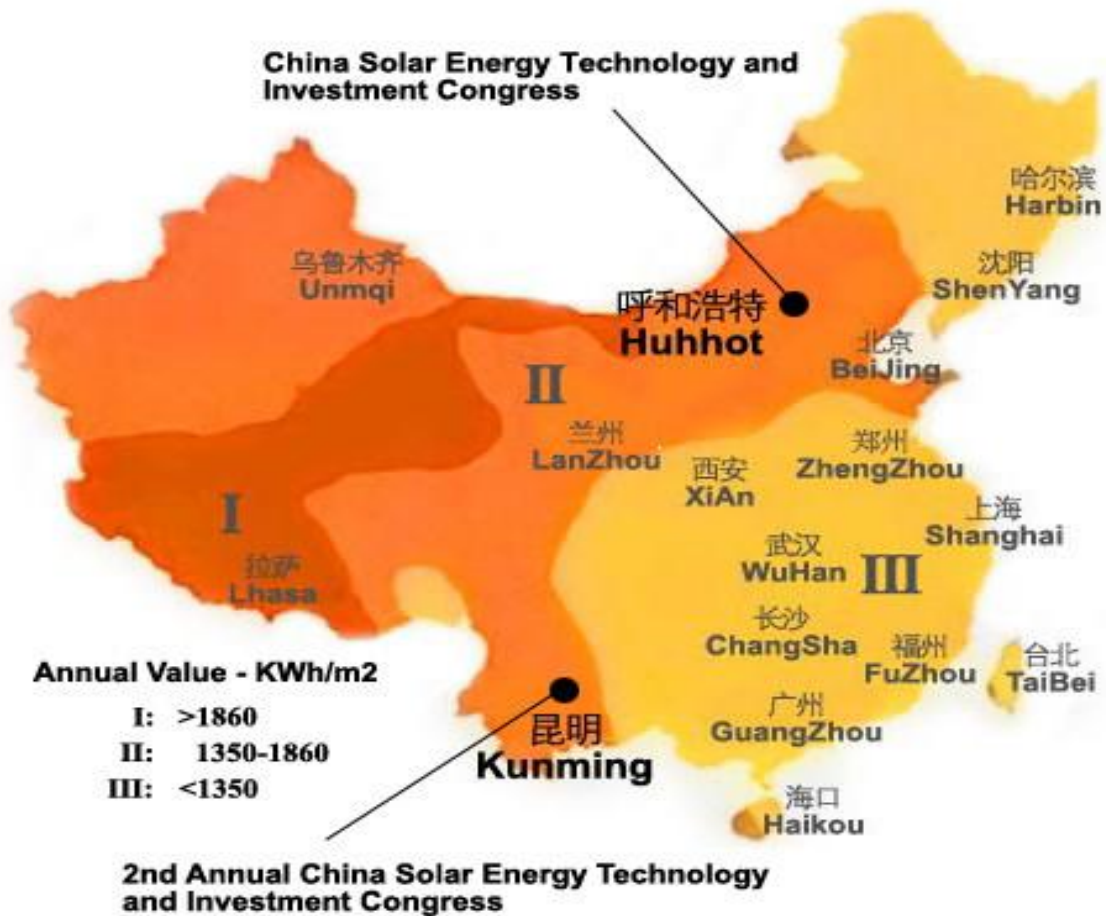 China Solar Energy Technology and
Investment Congress
哈尔滨
Harbin
乌鲁木齐
Unmqi
沈阳
ShenYang
呼和浩特
Huhhot
北京
BeiJing
II
兰州
LanZhou
郑州
ZhengZhou
西安
XiAn
I
上海
Shanghai
拉萨
Lhasa
武汉
WuHan
III
长沙
ChangSha
福州
FuZhou
台北
TaiBei
Annual Value - KWh/m2
I: >1860
II: 1350-1860
III: <1350
昆明
Kunming
广州
GuangZhou
海口
Haikou
2nd Annual China Solar Energy Technology
and Investment Congress